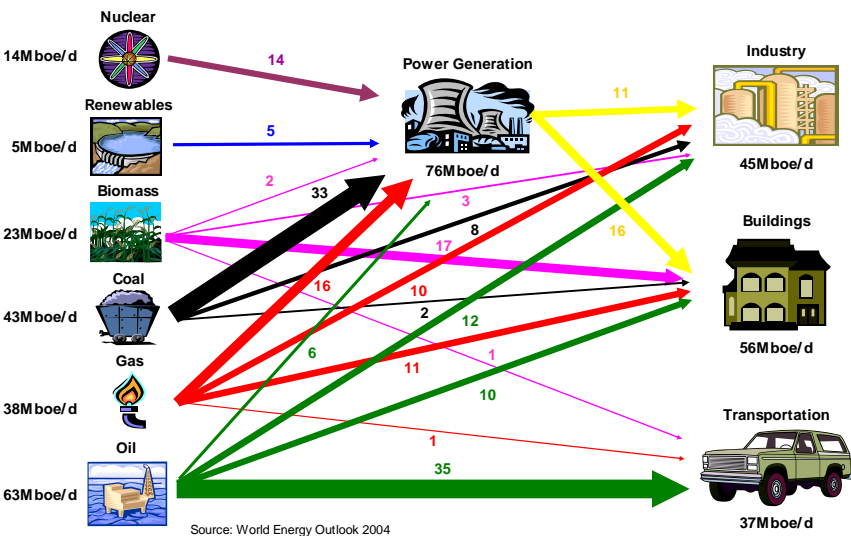 Nuclear
14Mboe/d
14
Power Generation
76Mboe/d
Industry
11
45Mboe/d
Renewables
5
5Mboe/d
Biomass
2
33
3
8
16
23Mboe/d
17
Buildings
56Mboe/d
Coal
16
10
2
43Mboe/d
12
6
1
11
10
Gas
38Mboe/d
1
Transportation
37Mboe/d
Oil
35
63Mboe/d
Source: World Energy Outlook 2004